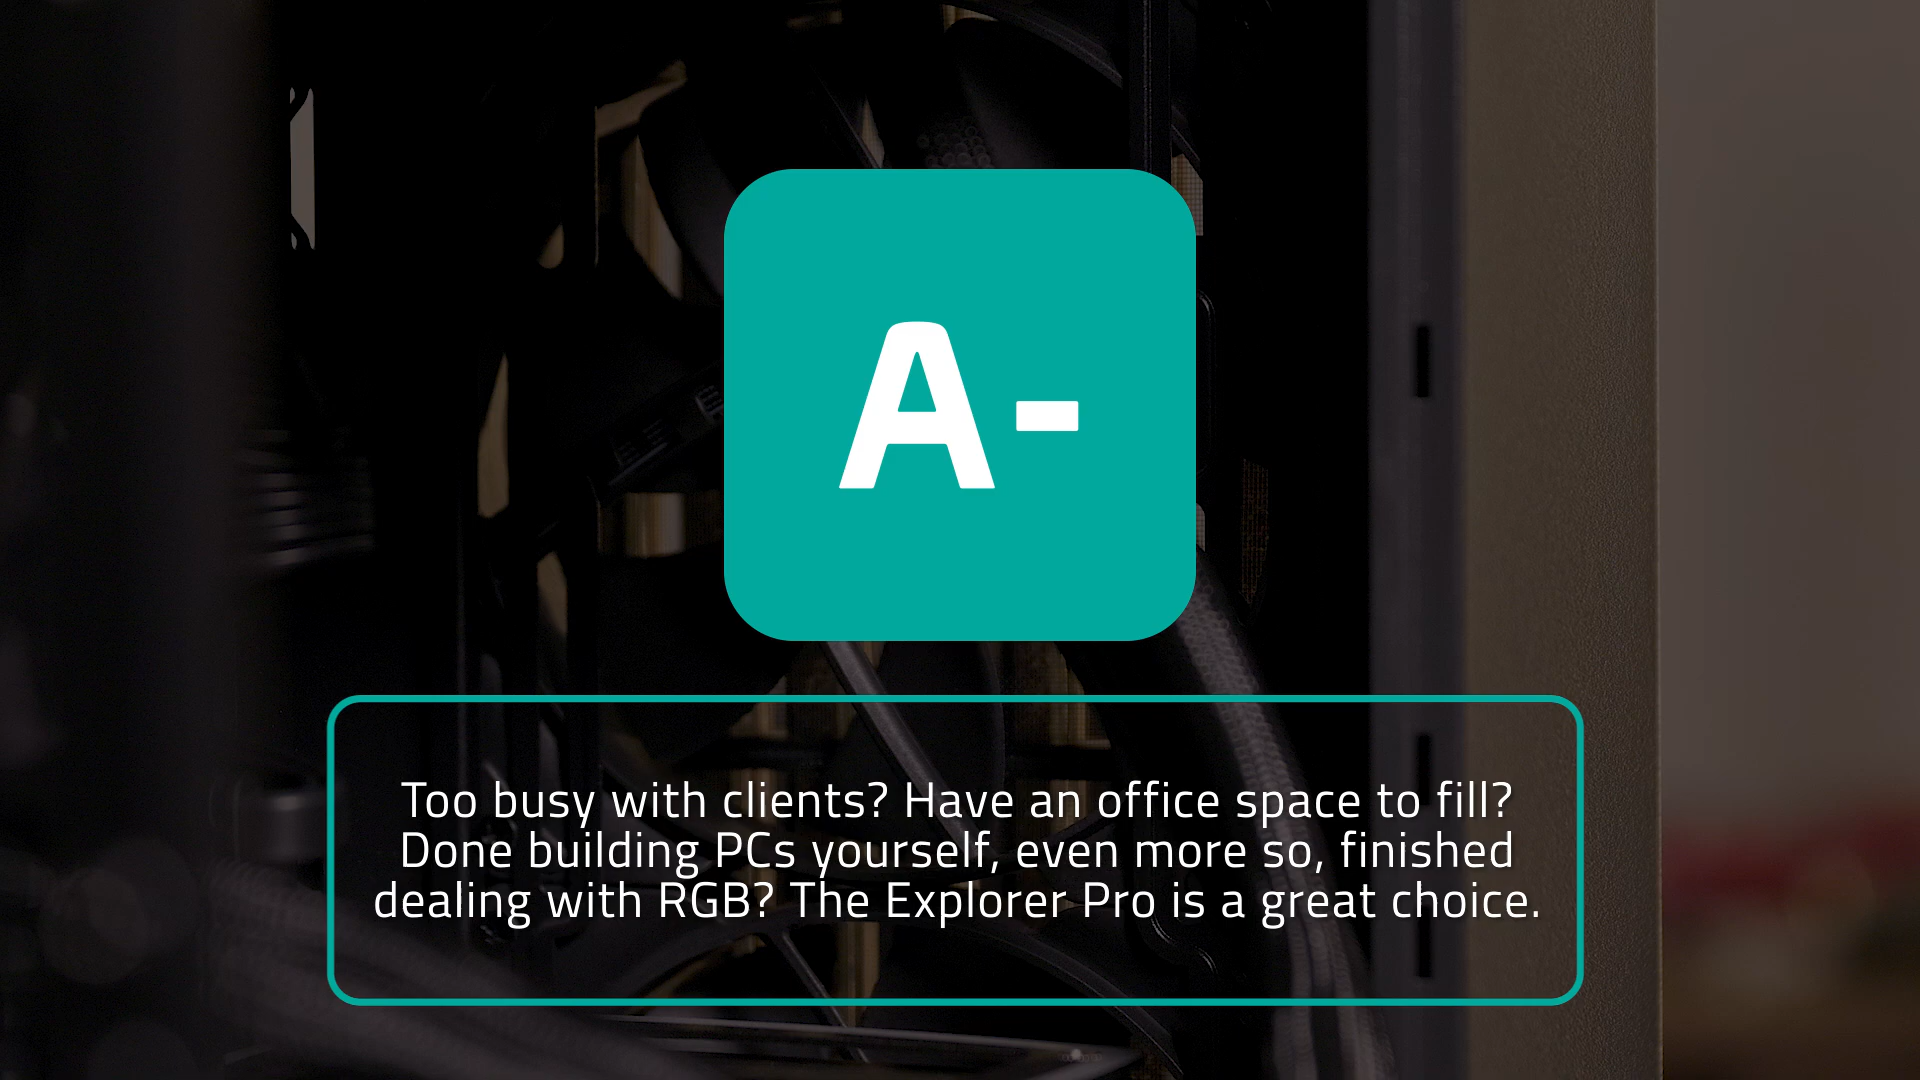 A-
Too busy with clients? Have an office space to fill?
Done building PCs yourself, even more so, finished
dealing with RGB? The Explorer Pro is a great choice.